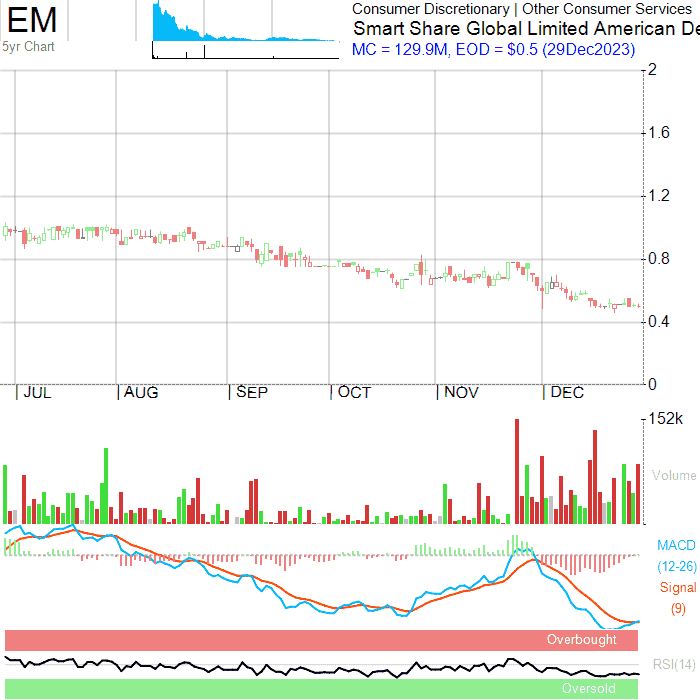 EM
5yr Chart
Consumer Discretionary | Other Consumer Services
Smart Share Global Limited American De
MC = 129.9M, EOD = $0.5 (29Dec2023)
2
1.6
1.2
0.8
0.4
0
JUL AUG SEP OCT NOV DEC
152k
Volume
MACD
(12-26)
Signal
(9)
Overbought
RSI(14)
Oversold